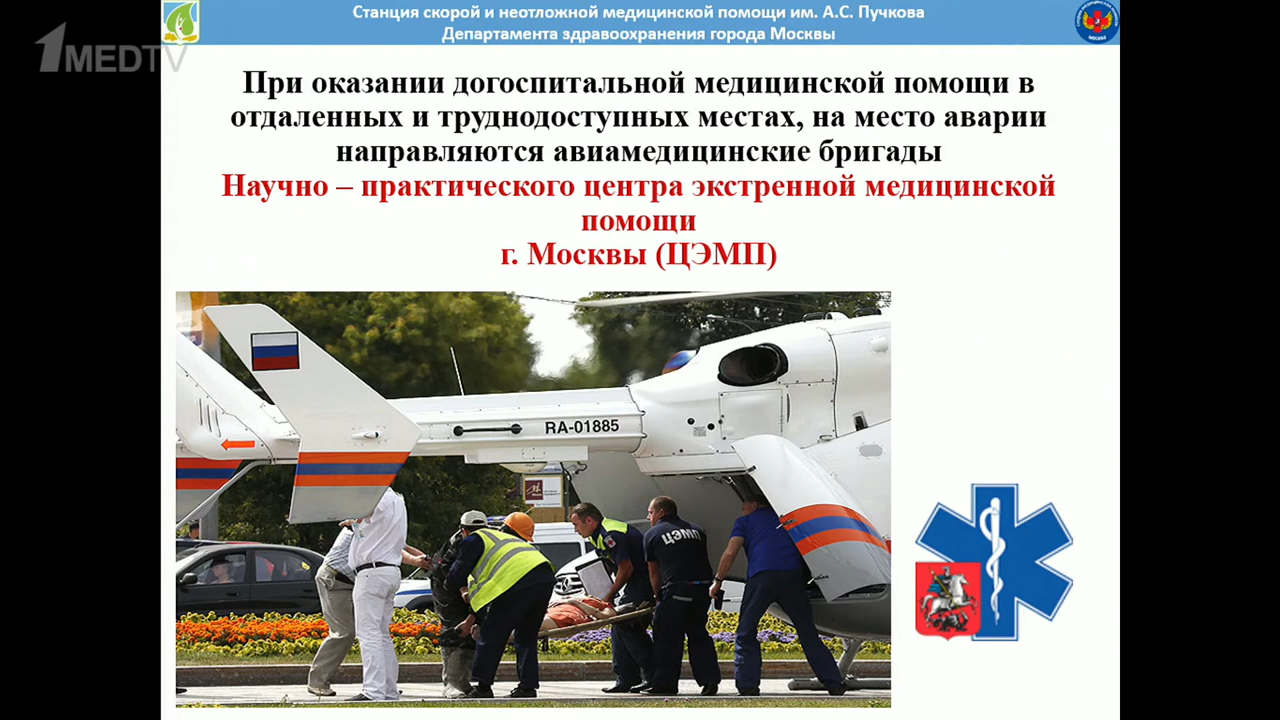 Станция скорой и неотложной медицинской помощи им. А.С. Пучкова
Департамента здравоохранения города Москвы
1MEDTV
При оказании догоспитальной медицинской помощи в
отдаленных и труднодоступных местах, на место аварии
направляются авиамедицинские бригады
Научно – практического центра экстренной медицинской
помощи
г. Москвы (ЦЭМП)
RA-01885
ЦЭМП